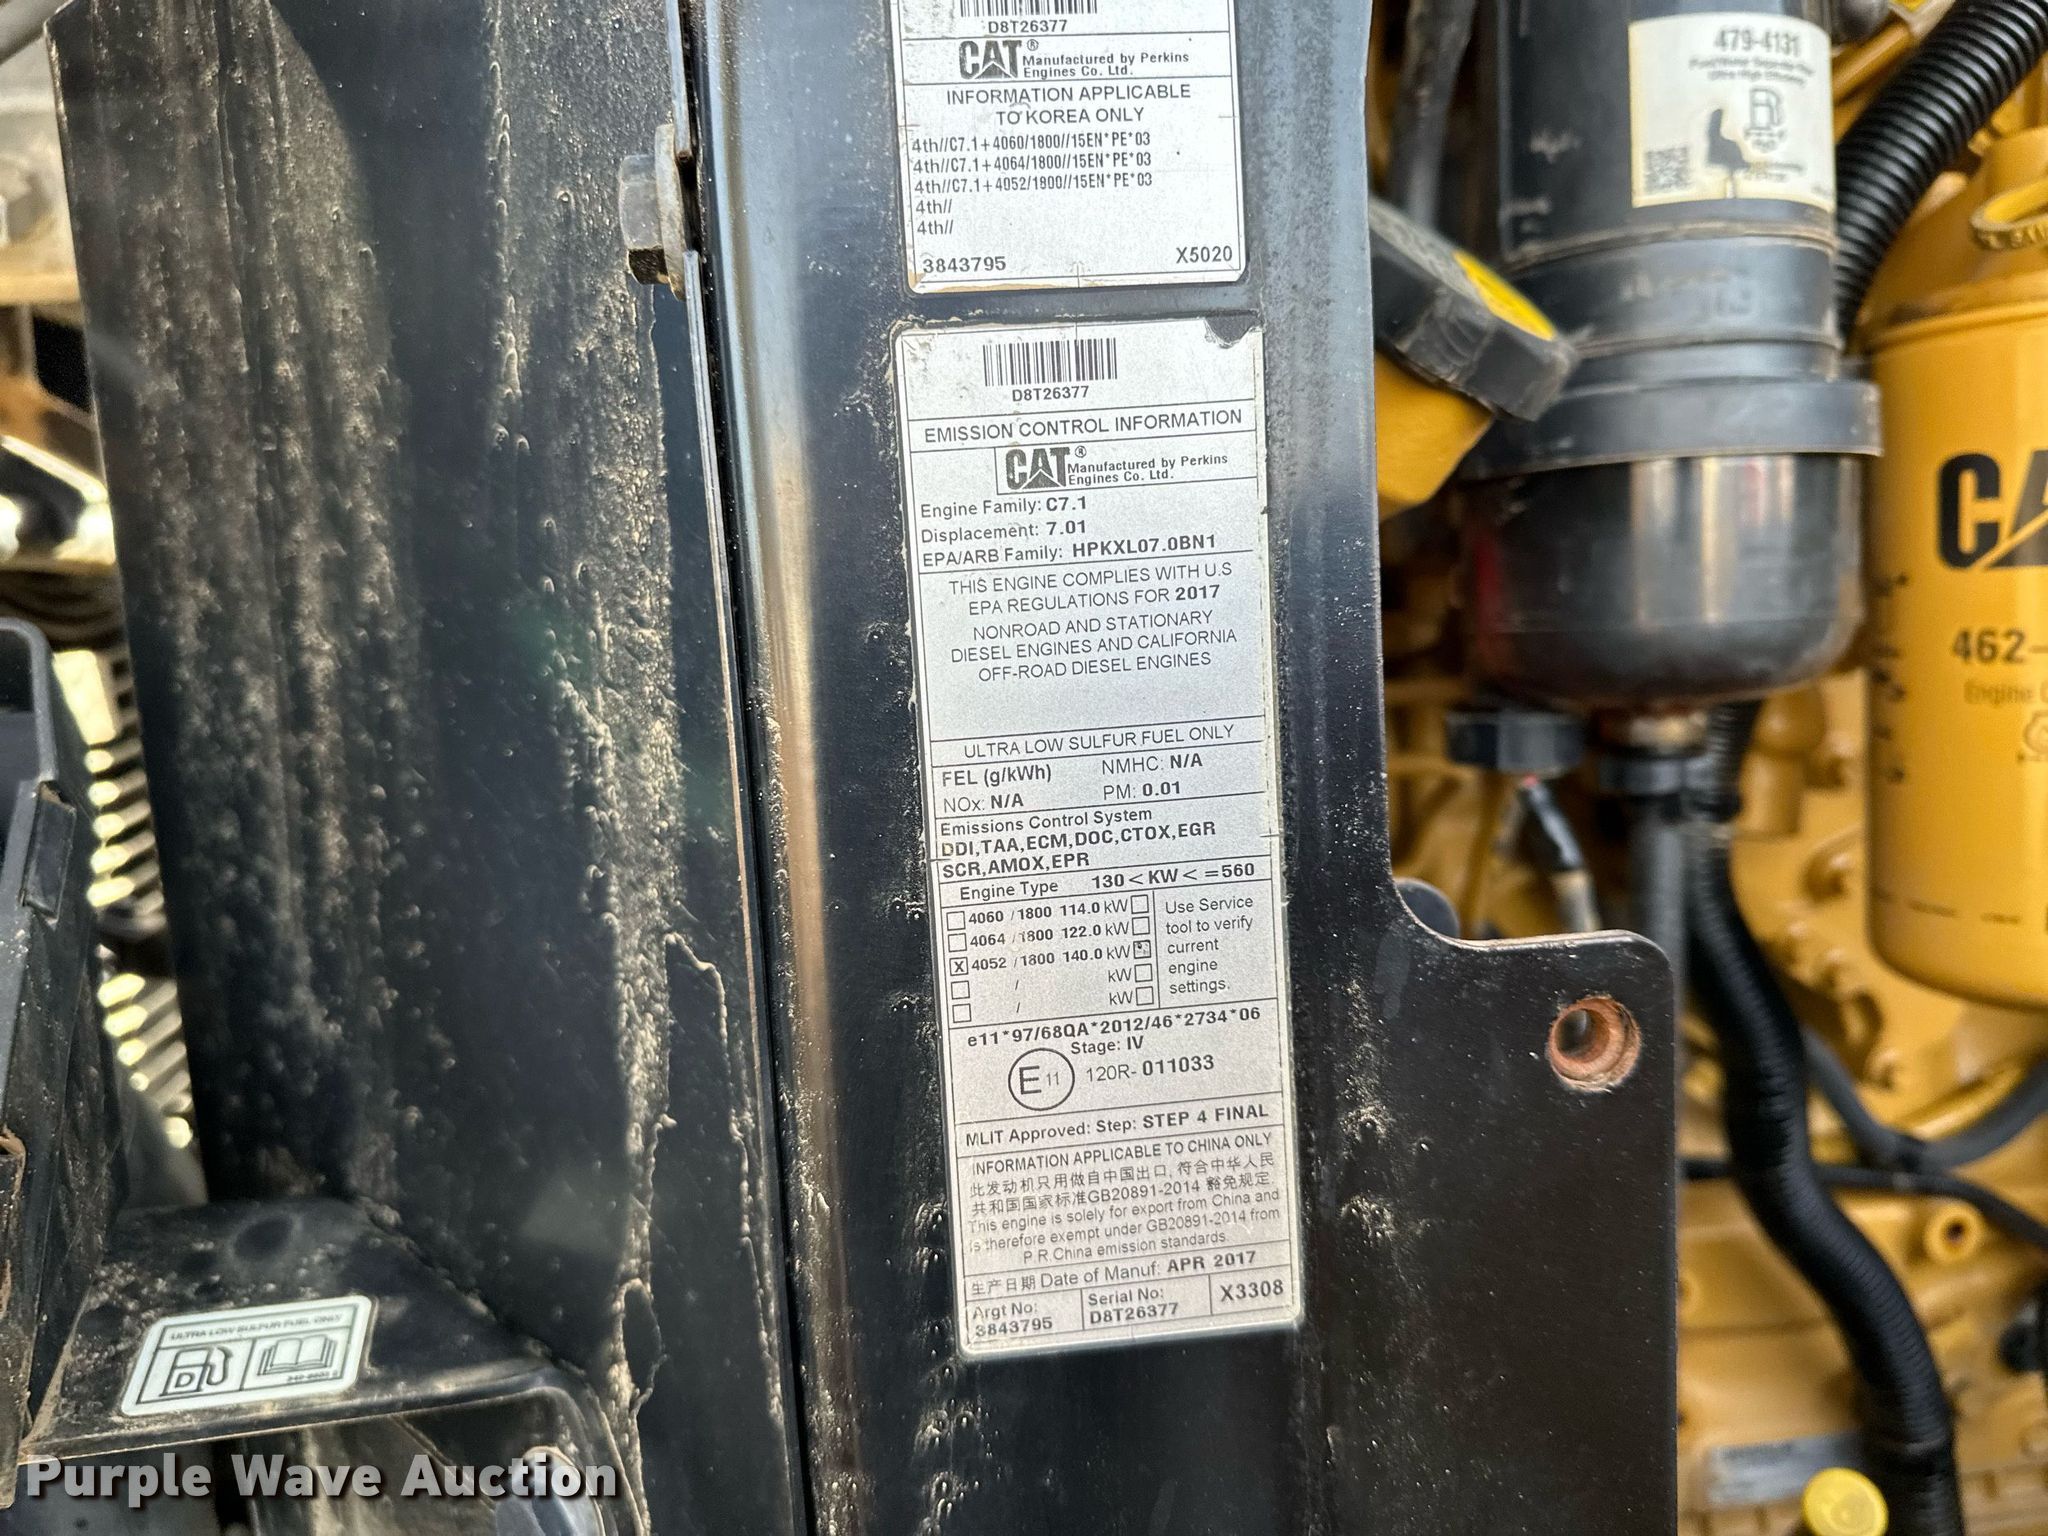 D8T26377
CAT® Manufactured by Perkins
Engines Co. Ltd.
INFORMATION APPLICABLE
TO KOREA ONLY
4th//C7.1+4060/1800//15EN*PE*03
4th//C7.1+4064/1800//15EN*PE*03
4th//C7.1+4052/1800//15EN*PE*03
4th//
4th//
3843795 X5020
D8T26377
EMISSION CONTROL INFORMATION
CAT® Manufactured by Perkins
Engines Co. Ltd.
Engine Family: C7.1
Displacement: 7.01
EPA/ARB Family: HPKXL07.0BN1
THIS ENGINE COMPLIES WITH U.S
EPA REGULATIONS FOR 2017
NONROAD AND STATIONARY
DIESEL ENGINES AND CALIFORNIA
OFF-ROAD DIESEL ENGINES
ULTRA LOW SULFUR FUEL ONLY
FEL (g/kWh) NMHC: N/A
NOx: N/A PM: 0.01
Emissions Control System
DDI,TAA,ECM,DOC,CTOX,EGR
SCR,AMOX,EPR
Engine Type 130<KW<=560
4060 / 1800 114.0 kW
4064 / 1800 122.0 kW
X 4052 / 1800 140.0 kW
/ kW
/ kW
Use Service
tool to verify
current
engine
settings.
e11*97/68QA*2012/46*2734*06
Stage: IV
E 11 120R- 011033
MLIT Approved: Step: STEP 4 FINAL
INFORMATION APPLICABLE TO CHINA ONLY
此发动机只用做自中国出口, 符合中华人民
共和国国家标准GB20891-2014 豁免规定.
This engine is solely for export from China and
is therefore exempt under GB20891-2014 from
P.R.China emission standards.
生产日期 Date of Manuf: APR 2017
Argt No:
3843795
Serial No:
D8T26377
X3308
479-4131
Fuel/Water Separator
Ultra High Efficiency
CA
462-
Engine
ULTRA LOW SULFUR FUEL ONLY
D
Purple Wave Auction